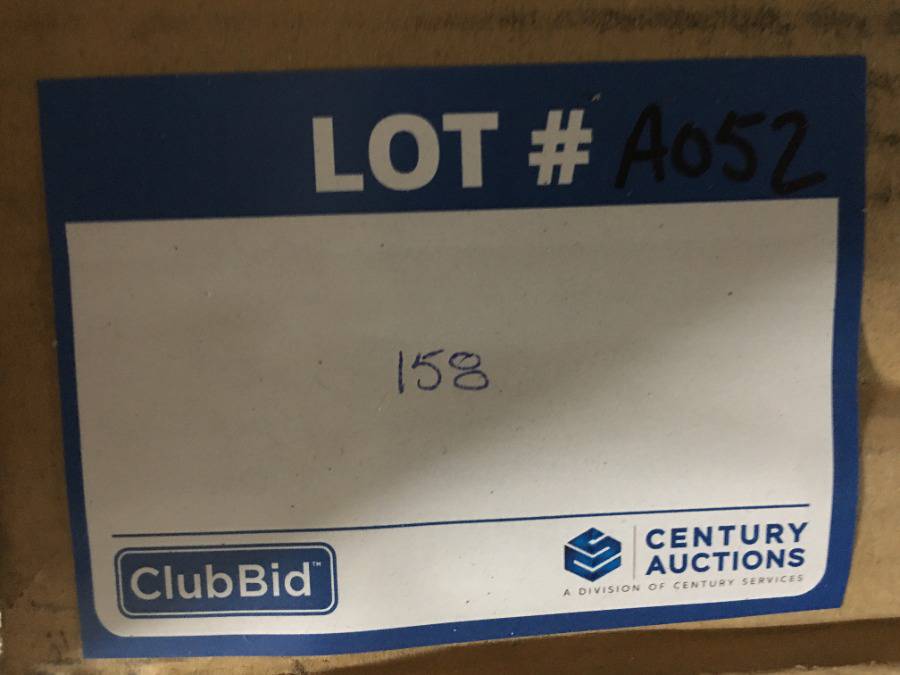 LOT # A052
158
ClubBid™
CENTURY
AUCTIONS
A DIVISION OF CENTURY SERVICES